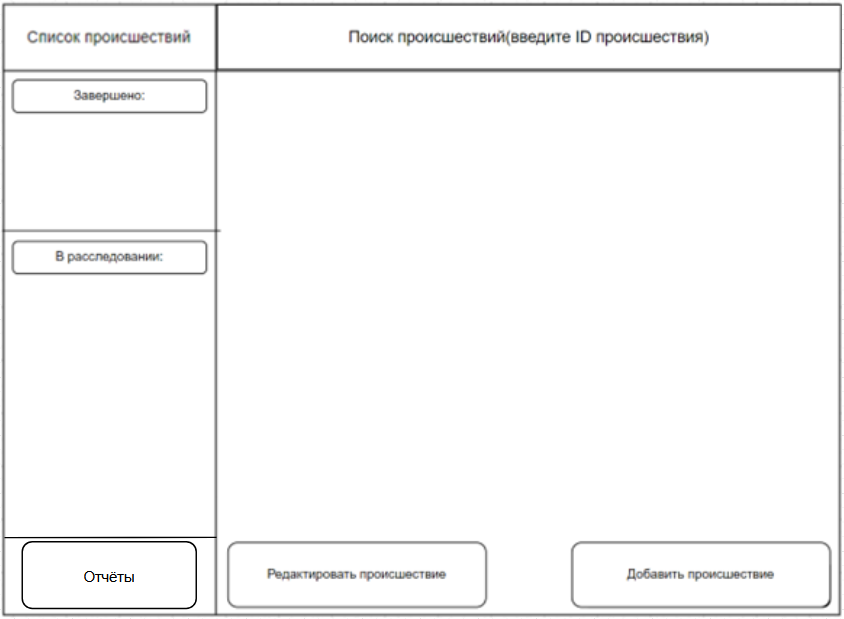 Список происшествий
Поиск происшествий(введите ID происшествия)
Завершено:
В расследовании:
Отчёты
Редактировать происшествие
Добавить происшествие